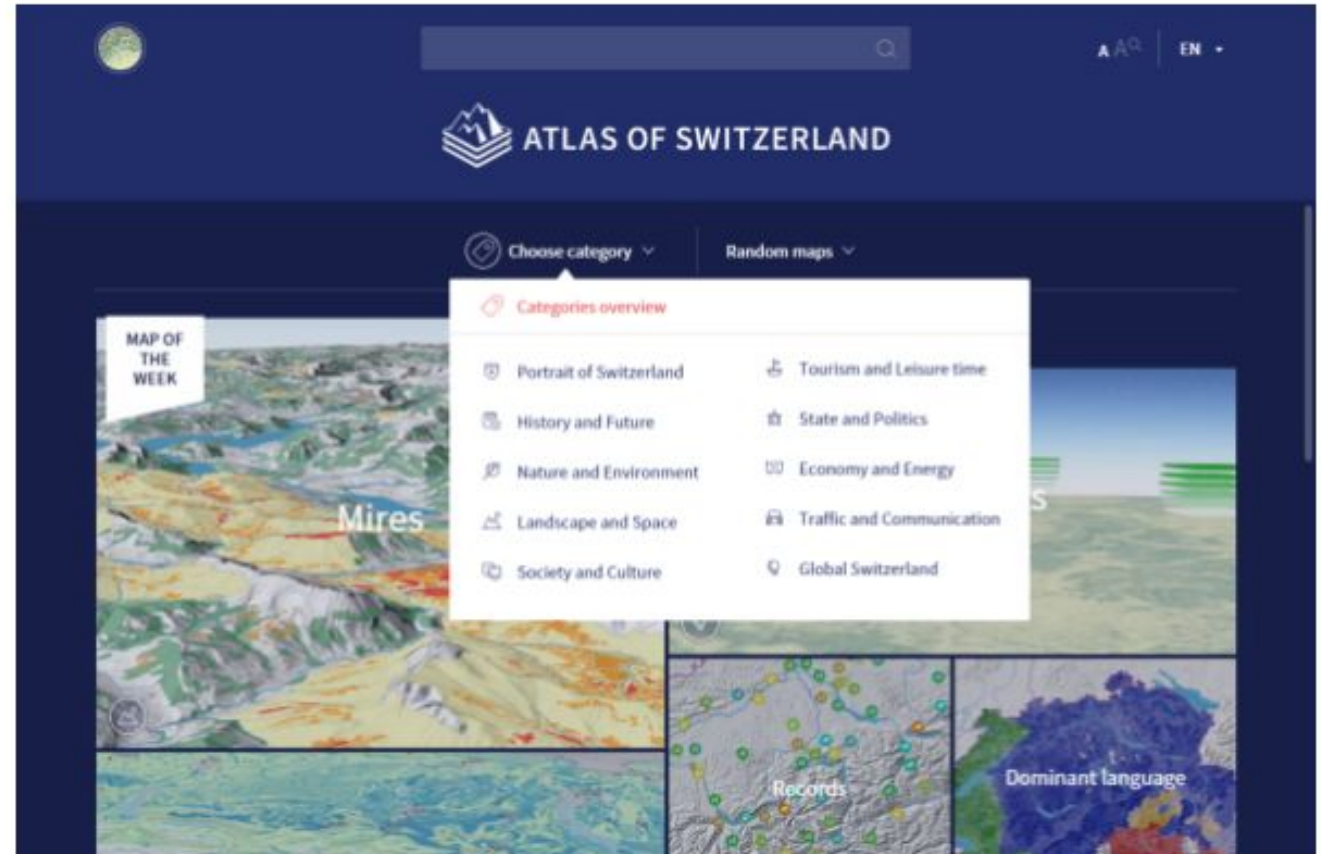 A A
EN
ATLAS OF SWITZERLAND
Choose category
Random maps
Categories overview
MAP OF
THE
WEEK
Portrait of Switzerland
Tourism and Leisure time
History and Future
State and Politics
Nature and Environment
Economy and Energy
Landscape and Space
Traffic and Communication
Society and Culture
Global Switzerland
Mires
s
Records
Dominant language